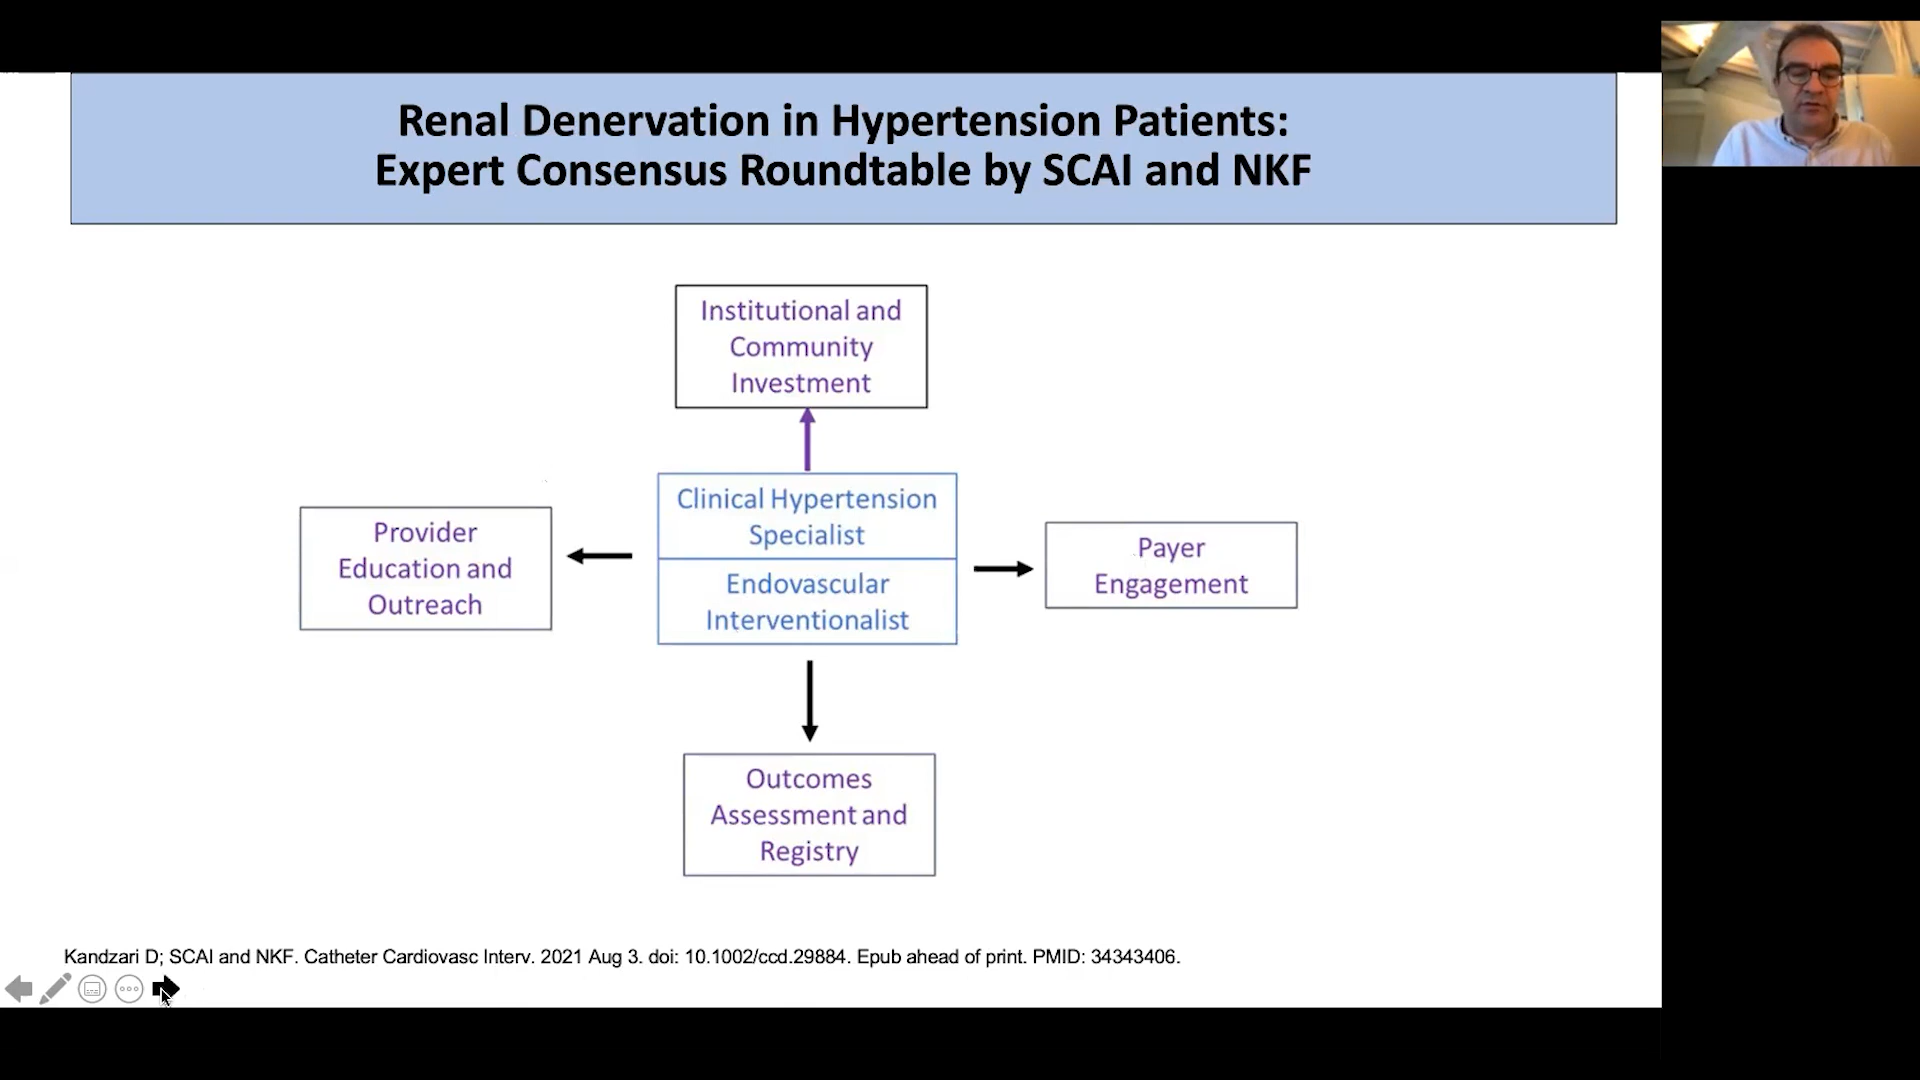 Renal Denervation in Hypertension Patients:
Expert Consensus Roundtable by SCAI and NKF
Institutional and
Community
Investment
Clinical Hypertension
Specialist
Endovascular
Interventionalist
Provider
Education and
Outreach
Payer
Engagement
Outcomes
Assessment and
Registry
Kandzari D; SCAI and NKF. Catheter Cardiovasc Interv. 2021 Aug 3. doi: 10.1002/ccd.29884. Epub ahead of print. PMID: 34343406.